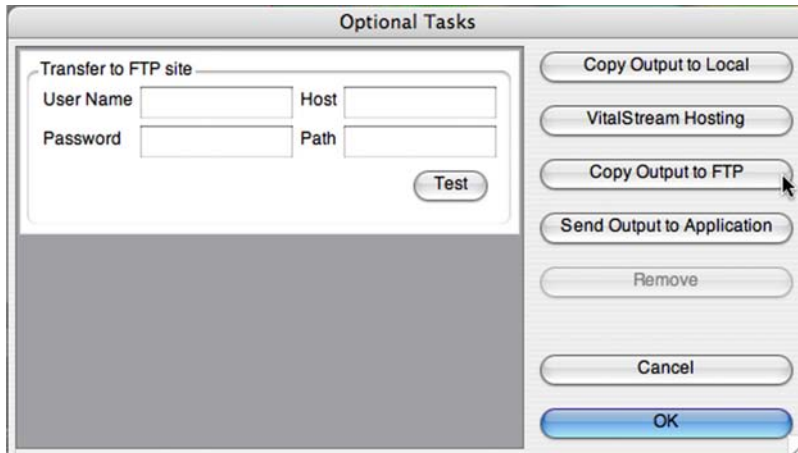 Optional Tasks
Transfer to FTP site
User Name
Host
Password
Path
Test
Copy Output to Local
VitalStream Hosting
Copy Output to FTP
Send Output to Application
Remove
Cancel
OK